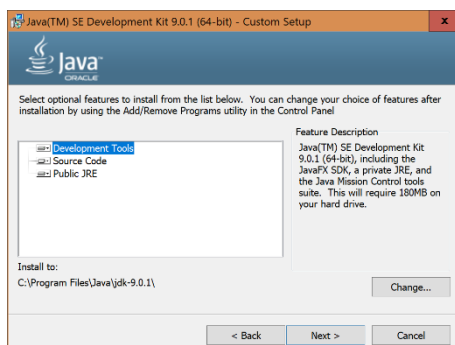 Java(TM) SE Development Kit 9.0.1 (64-bit) - Custom Setup
x
Java™
ORACLE
Select optional features to install from the list below. You can change your choice of features after
installation by using the Add/Remove Programs utility in the Control Panel
Development Tools
Source Code
Public JRE
Feature Description
Java(TM) SE Development Kit
9.0.1 (64-bit), including the
JavaFX SDK, a private JRE, and
the Java Mission Control tools
suite. This will require 180MB on
your hard drive.
Install to:
C:\Program Files\Java\jdk-9.0.1\
Change...
< Back
Next >
Cancel